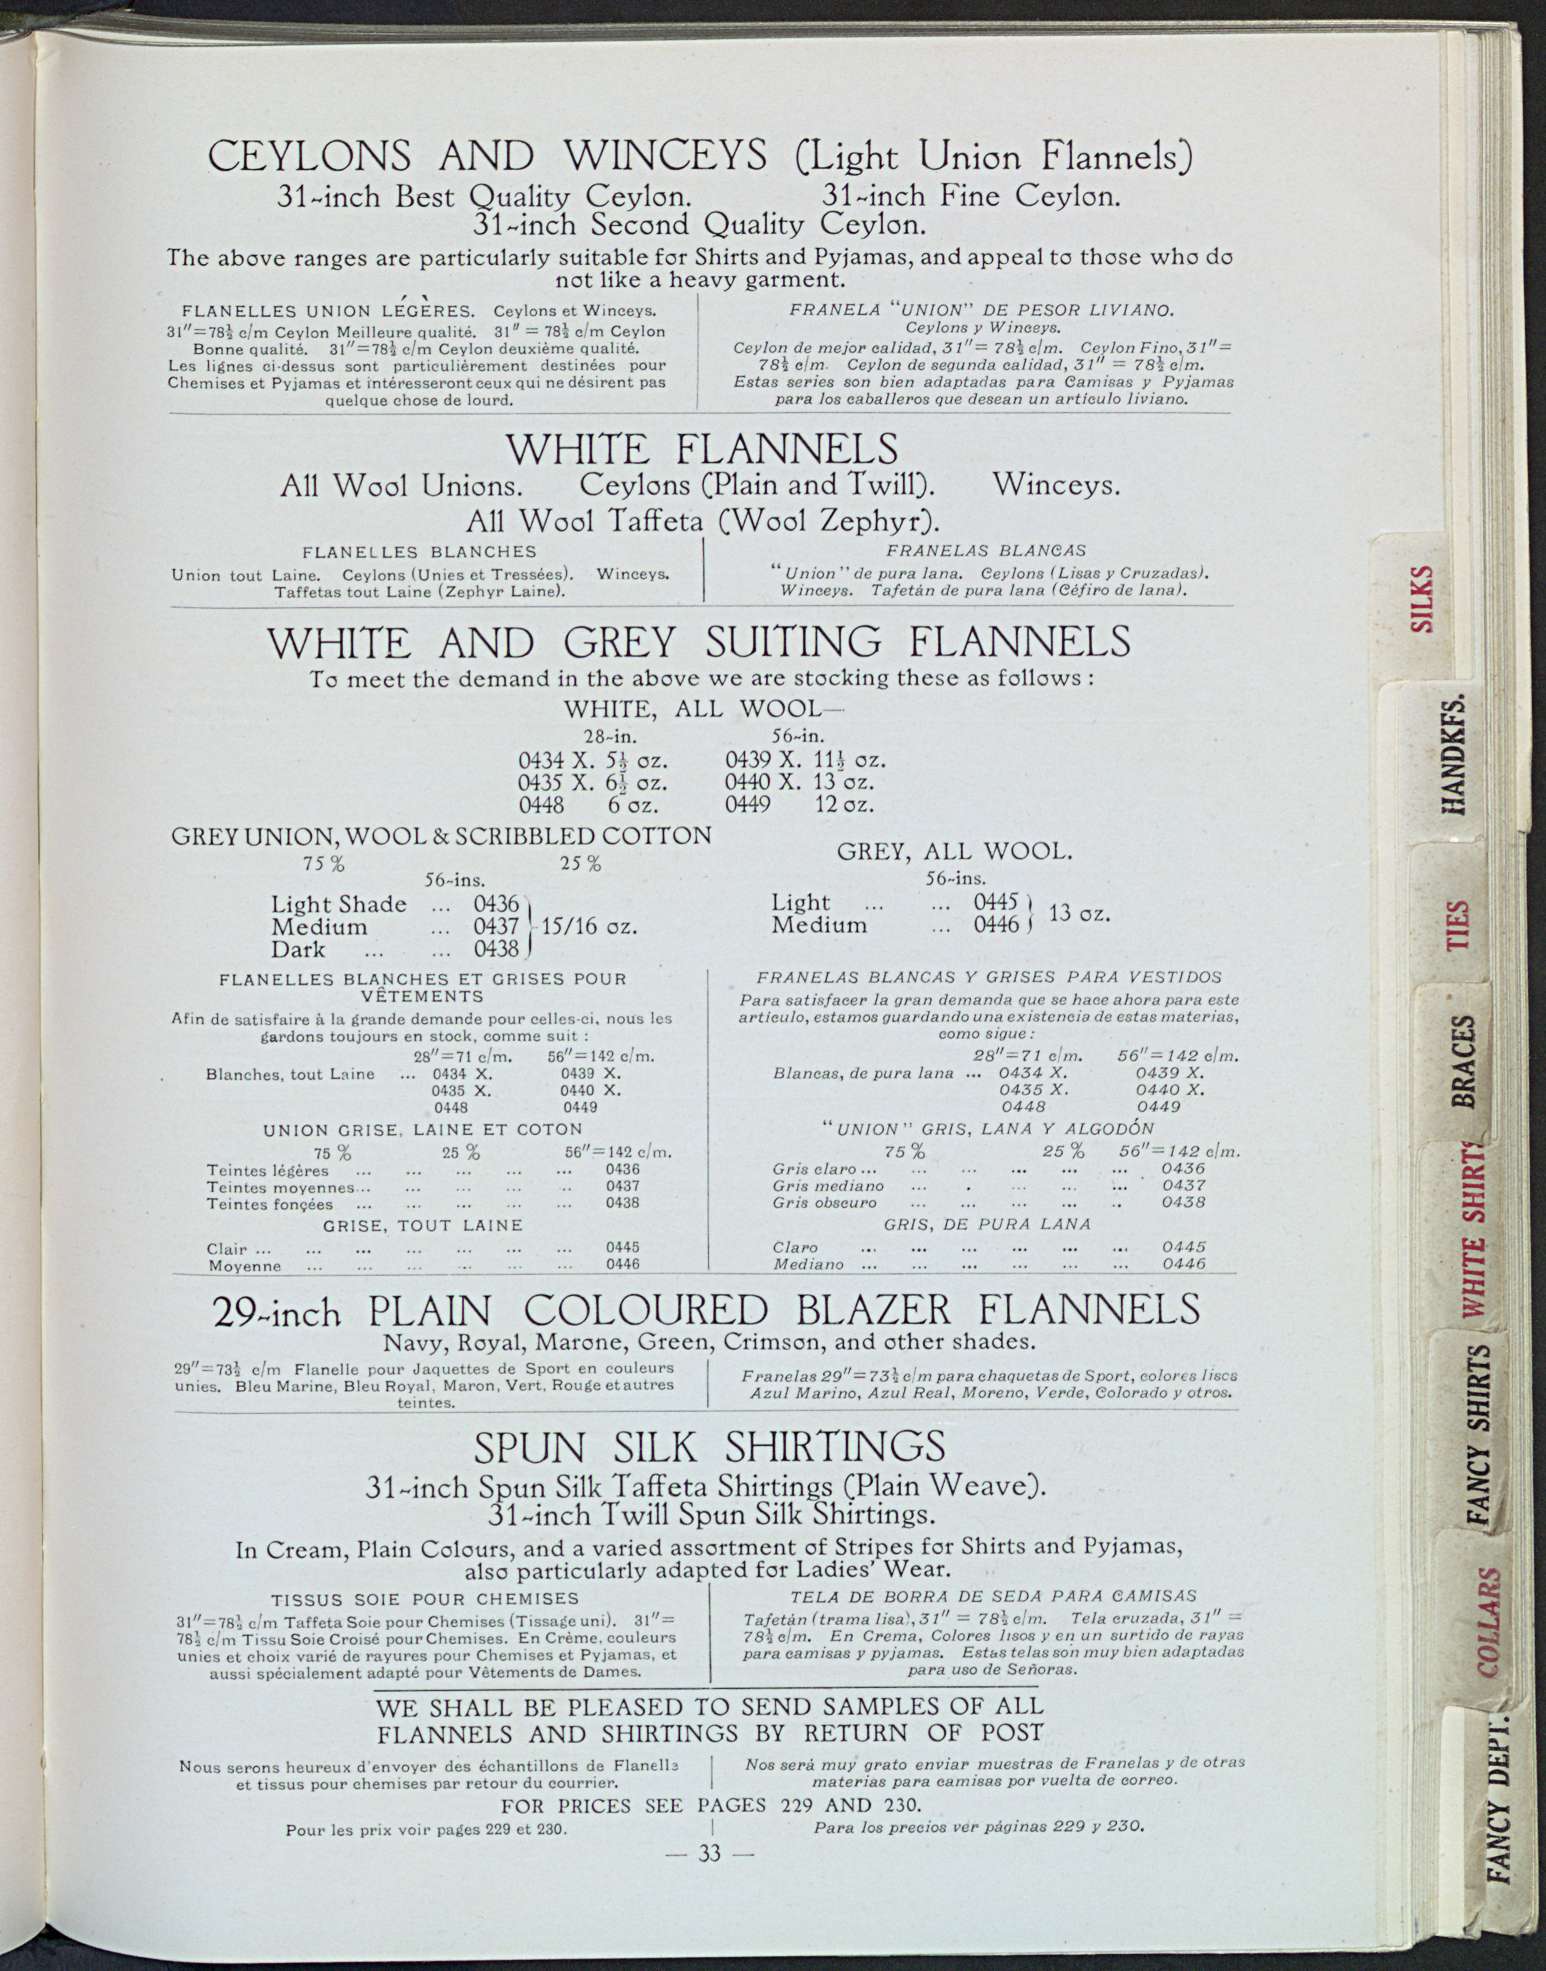 CEYLONS AND WINCEYS (Light Union Flannels)
31-inch Best Quality Ceylon. 31-inch Fine Ceylon.
31-inch Second Quality Ceylon.
The above ranges are particularly suitable for Shirts and Pyjamas, and appeal to those who do
not like a heavy garment.
FLANELLES UNION LÉGÈRES. Ceylons et Winceys.
31"=78½ c/m Ceylon Meilleure qualité. 31" = 78½ c/m Ceylon
Bonne qualité. 31"=78½ c/m Ceylon deuxième qualité.
Les lignes ci-dessus sont particulièrement destinées pour
Chemises et Pyjamas et intéresseront ceux qui ne désirent pas
quelque chose de lourd.
FRANELA "UNION" DE PESOR LIVIANO.
Ceylons y Winceys.
Ceylon de mejor calidad, 31"= 78½ c/m. Ceylon Fino, 31"=
78½ c/m. Ceylon de segunda calidad, 31" = 78½ c/m.
Estas series son bien adaptadas para Camisas y Pyjamas
para los caballeros que desean un articulo liviano.
WHITE FLANNELS
All Wool Unions. Ceylons (Plain and Twill). Winceys.
All Wool Taffeta (Wool Zephyr).
FLANELLES BLANCHES
Union tout Laine. Ceylons (Unies et Tressées). Winceys.
Taffetas tout Laine (Zephyr Laine).
FRANELAS BLANCAS
"Union" de pura lana. Ceylons (Lisas y Cruzadas).
Winceys. Tafetán de pura lana (Céfiro de lana).
WHITE AND GREY SUITING FLANNELS
To meet the demand in the above we are stocking these as follows :
WHITE, ALL WOOL—
28-in. 56-in.
0434 X. 5½ oz. 0439 X. 11½ oz.
0435 X. 6½ oz. 0440 X. 13 oz.
0448 6 oz. 0449 12 oz.
GREY UNION, WOOL & SCRIBBLED COTTON
75 % 25 %
56-ins.
Light Shade ... 0436
Medium ... 0437 15/16 oz.
Dark ... ... 0438
GREY, ALL WOOL.
56-ins.
Light ... ... 0445
Medium ... 0446 13 oz.
FLANELLES BLANCHES ET GRISES POUR
VÊTEMENTS
Afin de satisfaire à la grande demande pour celles-ci, nous les
gardons toujours en stock, comme suit :
28"=71 c/m. 56"=142 c/m.
Blanches, tout Laine ... 0434 X. 0439 X.
0435 X. 0440 X.
0448 0449
UNION GRISE, LAINE ET COTON
75 % 25 % 56"=142 c/m.
Teintes légères ... ... ... ... ... 0436
Teintes moyennes... ... ... ... ... 0437
Teintes fonçées ... ... ... ... ... 0438
GRISE, TOUT LAINE
Clair ... ... ... ... ... ... ... 0445
Moyenne ... ... ... ... ... ... 0446
FRANELAS BLANCAS Y GRISES PARA VESTIDOS
Para satisfacer la gran demanda que se hace ahora para este
articulo, estamos guardando una existencia de estas materias,
como sigue :
28"=71 c/m. 56"=142 c/m.
Blancas, de pura lana ... 0434 X. 0439 X.
0435 X. 0440 X.
0448 0449
"UNION" GRIS, LANA Y ALGODÓN
75 % 25 % 56"=142 c/m.
Gris claro ... ... ... ... ... ... 0436
Gris mediano ... . ... ... ... 0437
Gris obscuro ... ... ... ... .. 0438
GRIS, DE PURA LANA
Claro ... ... ... ... ... ... 0445
Mediano ... ... ... ... ... ... 0446
29-inch PLAIN COLOURED BLAZER FLANNELS
Navy, Royal, Marone, Green, Crimson, and other shades.
29"=73½ c/m Flanelle pour Jaquettes de Sport en couleurs
unies. Bleu Marine, Bleu Royal, Maron, Vert, Rouge et autres
teintes.
Franelas 29"=73½ c/m para chaquetas de Sport, colores lisos
Azul Marino, Azul Real, Moreno, Verde, Colorado y otros.
SPUN SILK SHIRTINGS
31-inch Spun Silk Taffeta Shirtings (Plain Weave).
31-inch Twill Spun Silk Shirtings.
In Cream, Plain Colours, and a varied assortment of Stripes for Shirts and Pyjamas,
also particularly adapted for Ladies' Wear.
TISSUS SOIE POUR CHEMISES
31"=78½ c/m Taffeta Soie pour Chemises (Tissage uni). 31"=
78½ c/m Tissu Soie Croisé pour Chemises. En Crème, couleurs
unies et choix varié de rayures pour Chemises et Pyjamas, et
aussi spécialement adapté pour Vêtements de Dames.
TELA DE BORRA DE SEDA PARA CAMISAS
Tafetán (trama lisa), 31" = 78½ c/m. Tela cruzada, 31" =
78½ c/m. En Crema, Colores lisos y en un surtido de rayas
para camisas y pyjamas. Estas telas son muy bien adaptadas
para uso de Señoras.
WE SHALL BE PLEASED TO SEND SAMPLES OF ALL
FLANNELS AND SHIRTINGS BY RETURN OF POST
Nous serons heureux d'envoyer des échantillons de Flanelle
et tissus pour chemises par retour du courrier.
Nos será muy grato enviar muestras de Franelas y de otras
materias para camisas por vuelta de correo.
FOR PRICES SEE PAGES 229 AND 230.
Pour les prix voir pages 229 et 230.
Para los precios ver páginas 229 y 230.
— 33 —
SILKS
HANDKFS.
TIES
BRACES
WHITE SHIRTS
FANCY SHIRTS
COLLARS
FANCY DEPT.